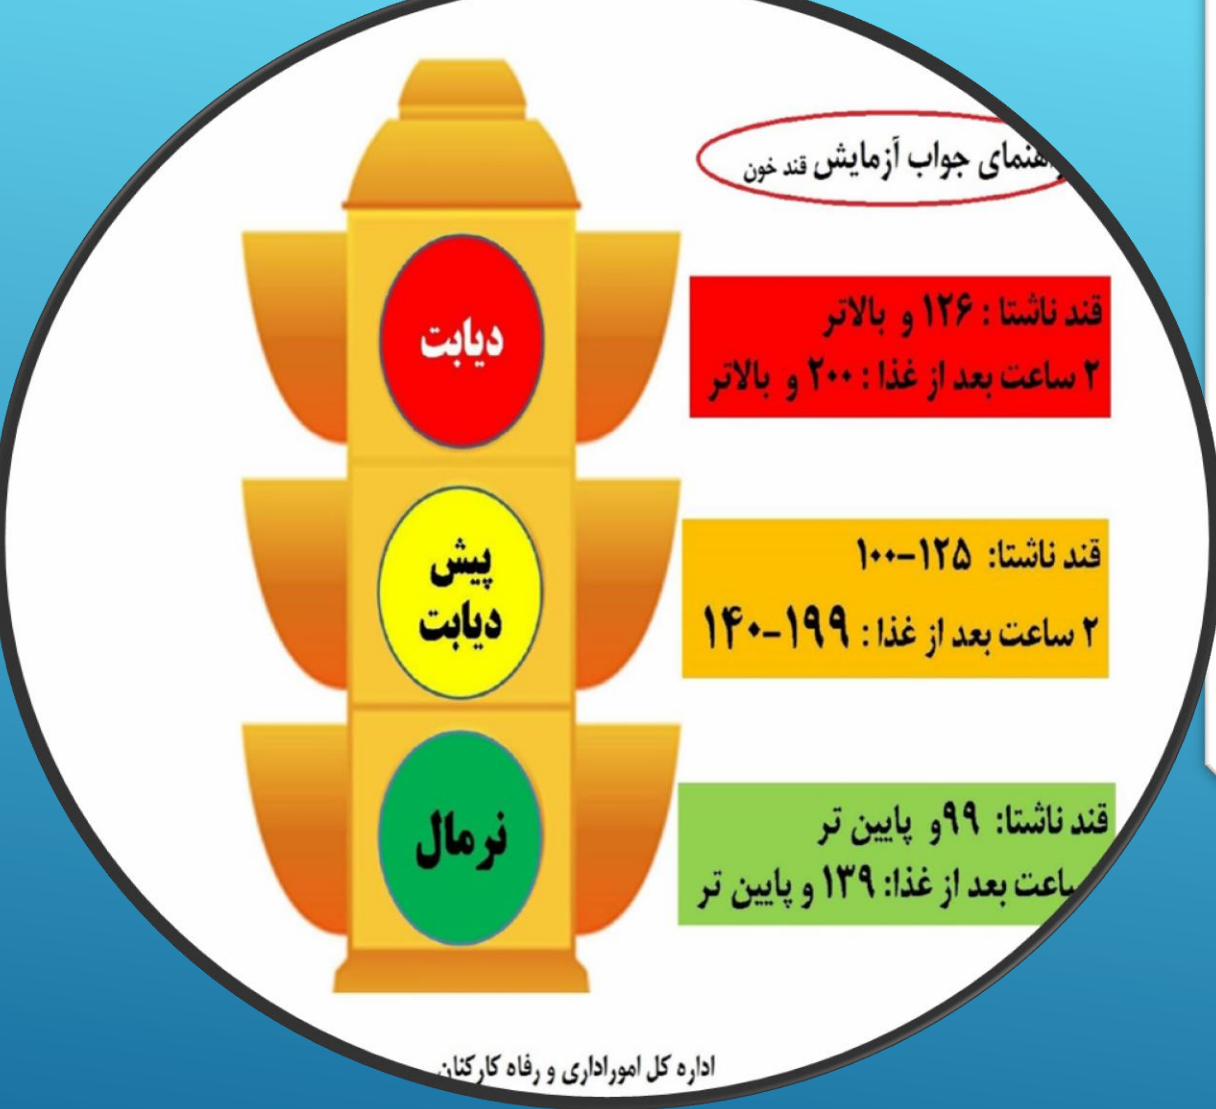 راهنمای جواب آزمایش قند خون
دیابت
قند ناشتا : ۱۲۶ و بالاتر
۲ ساعت بعد از غذا : ۲۰۰ و بالاتر
پیش
دیابت
قند ناشتا: ۱۰۰-۱۲۵
۲ ساعت بعد از غذا : ۱۴۰-۱۹۹
نرمال
قند ناشتا: ۹۹و پایین تر
ساعت بعد از غذا: ۱۳۹ و پایین تر
اداره کل اموراداری و رفاه کارکنان